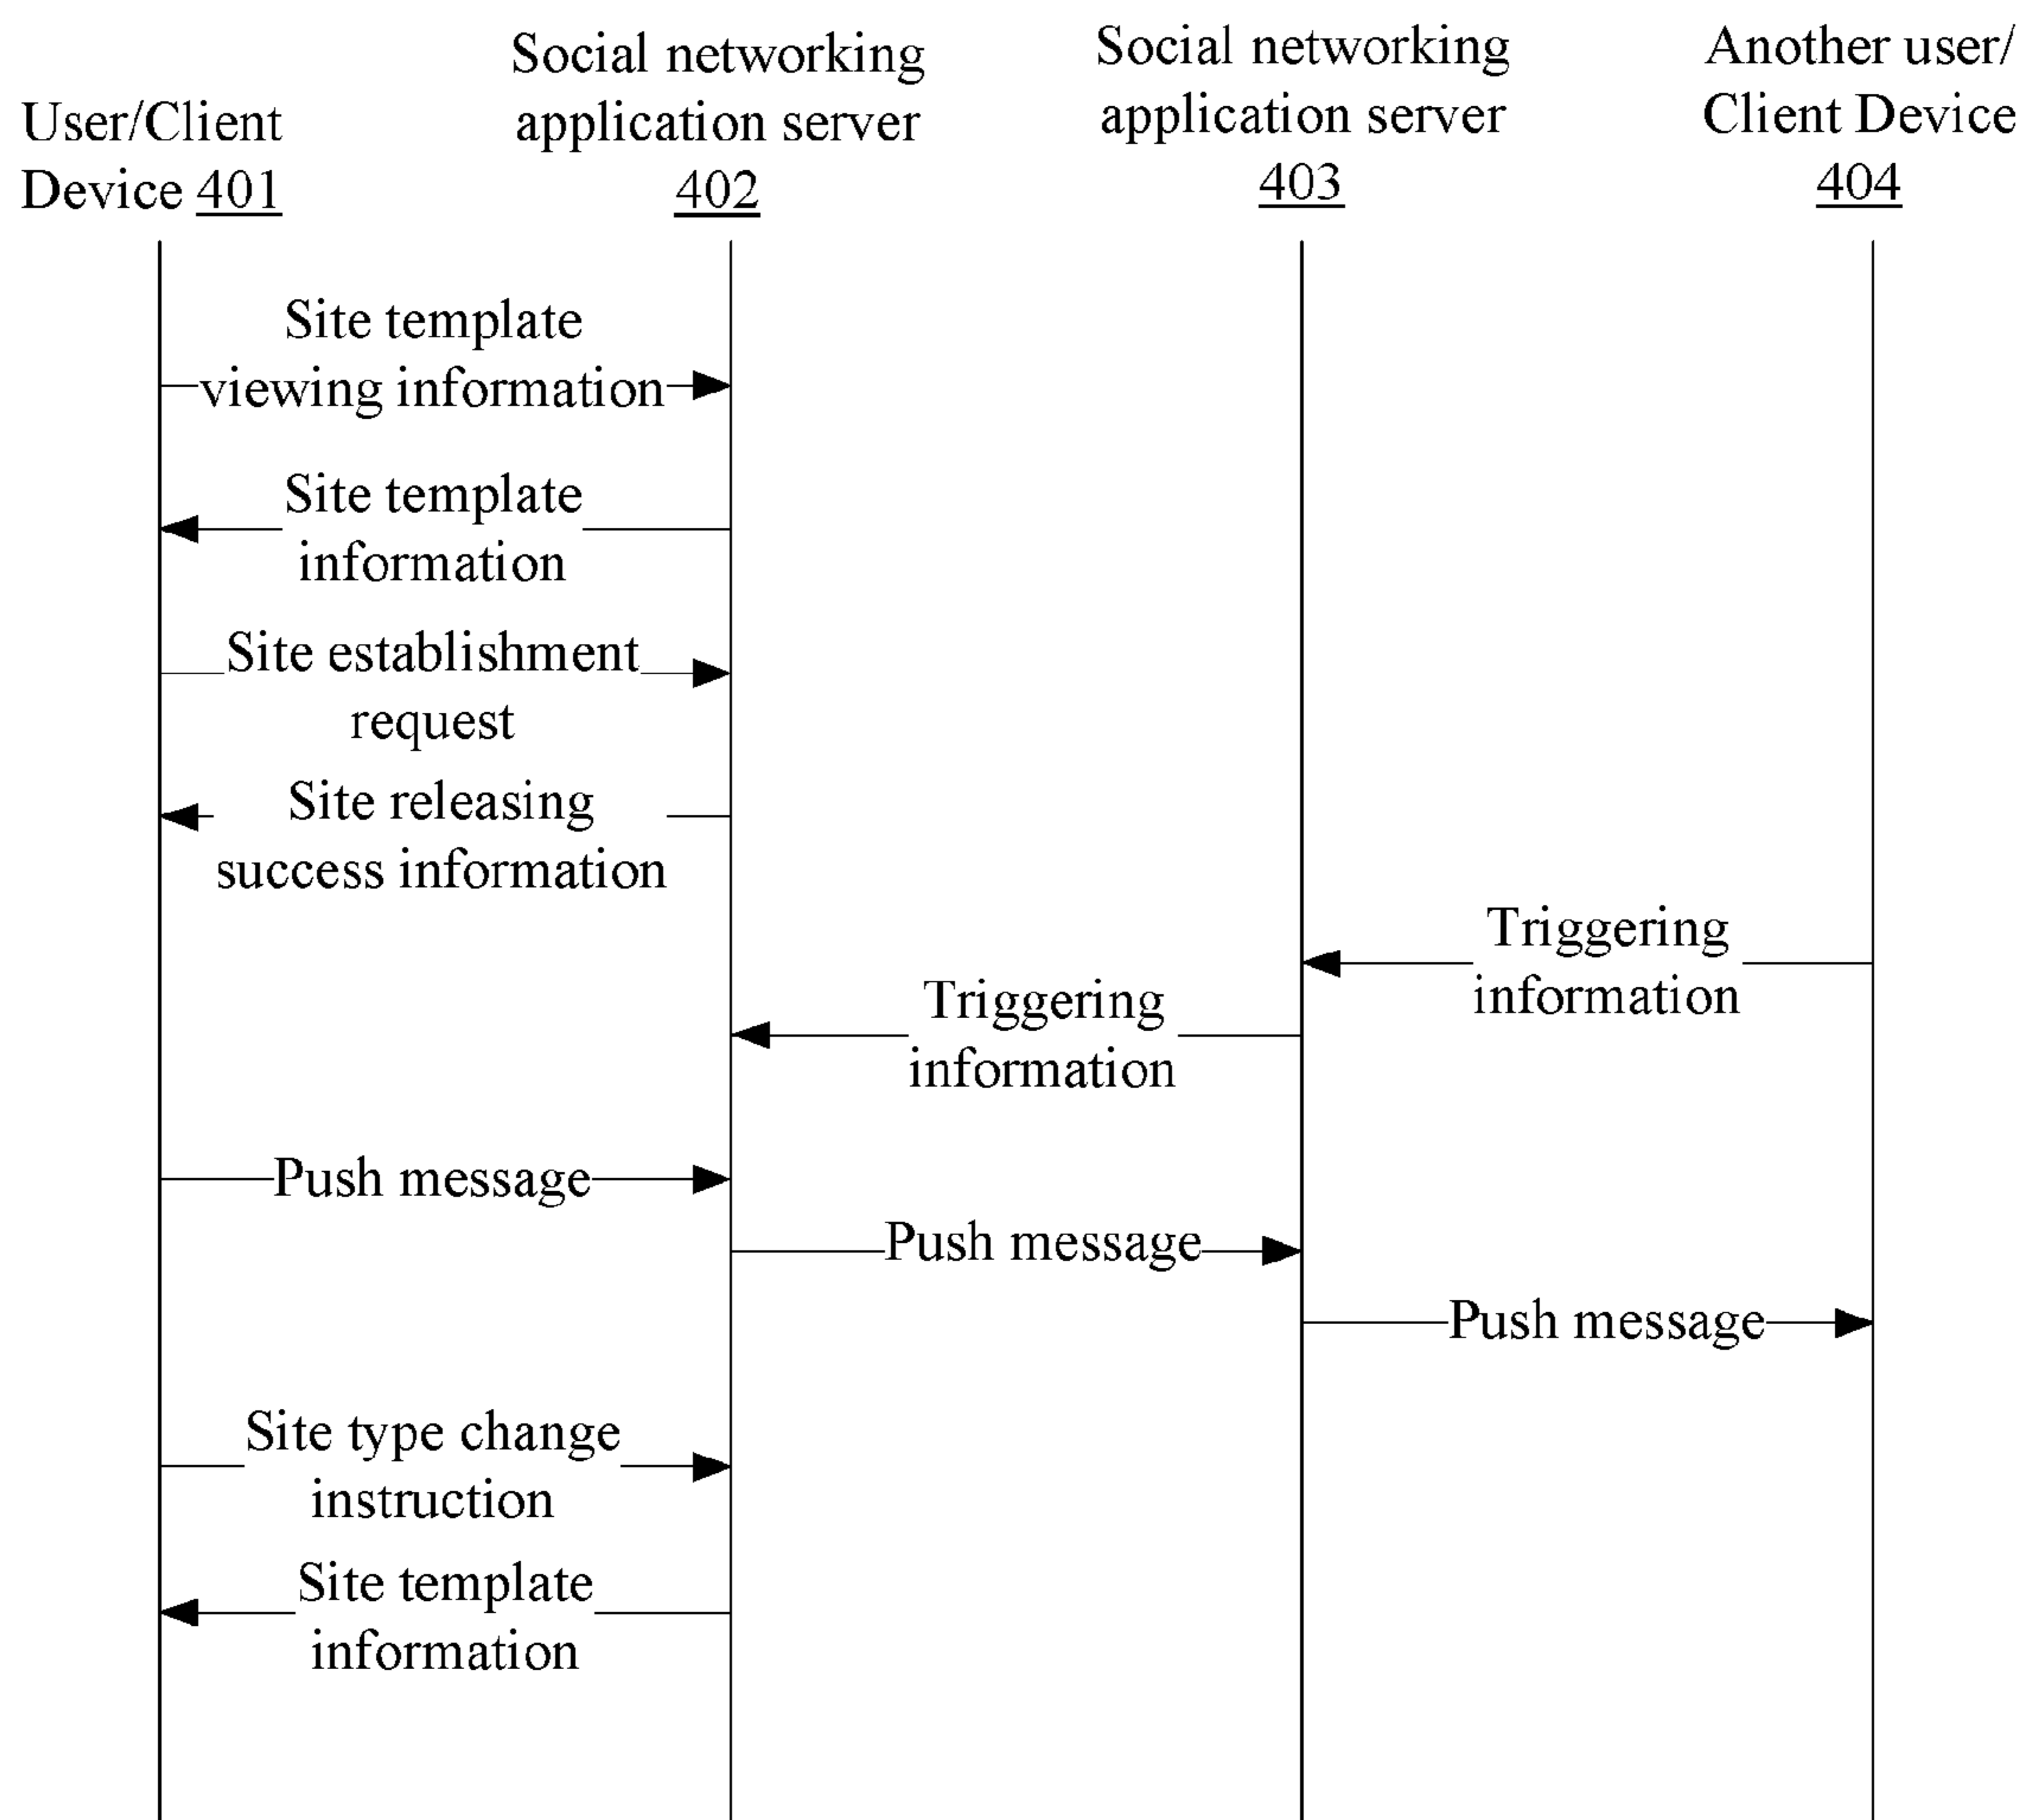 User/Client
Device 401
Social networking
application server
402
Social networking
application server
403
Another user/
Client Device
404
Site template
viewing information
Site template
information
Site establishment
request
Site releasing
success information
Triggering
information
Triggering
information
Push message
Push message
Push message
Site type change
instruction
Site template
information